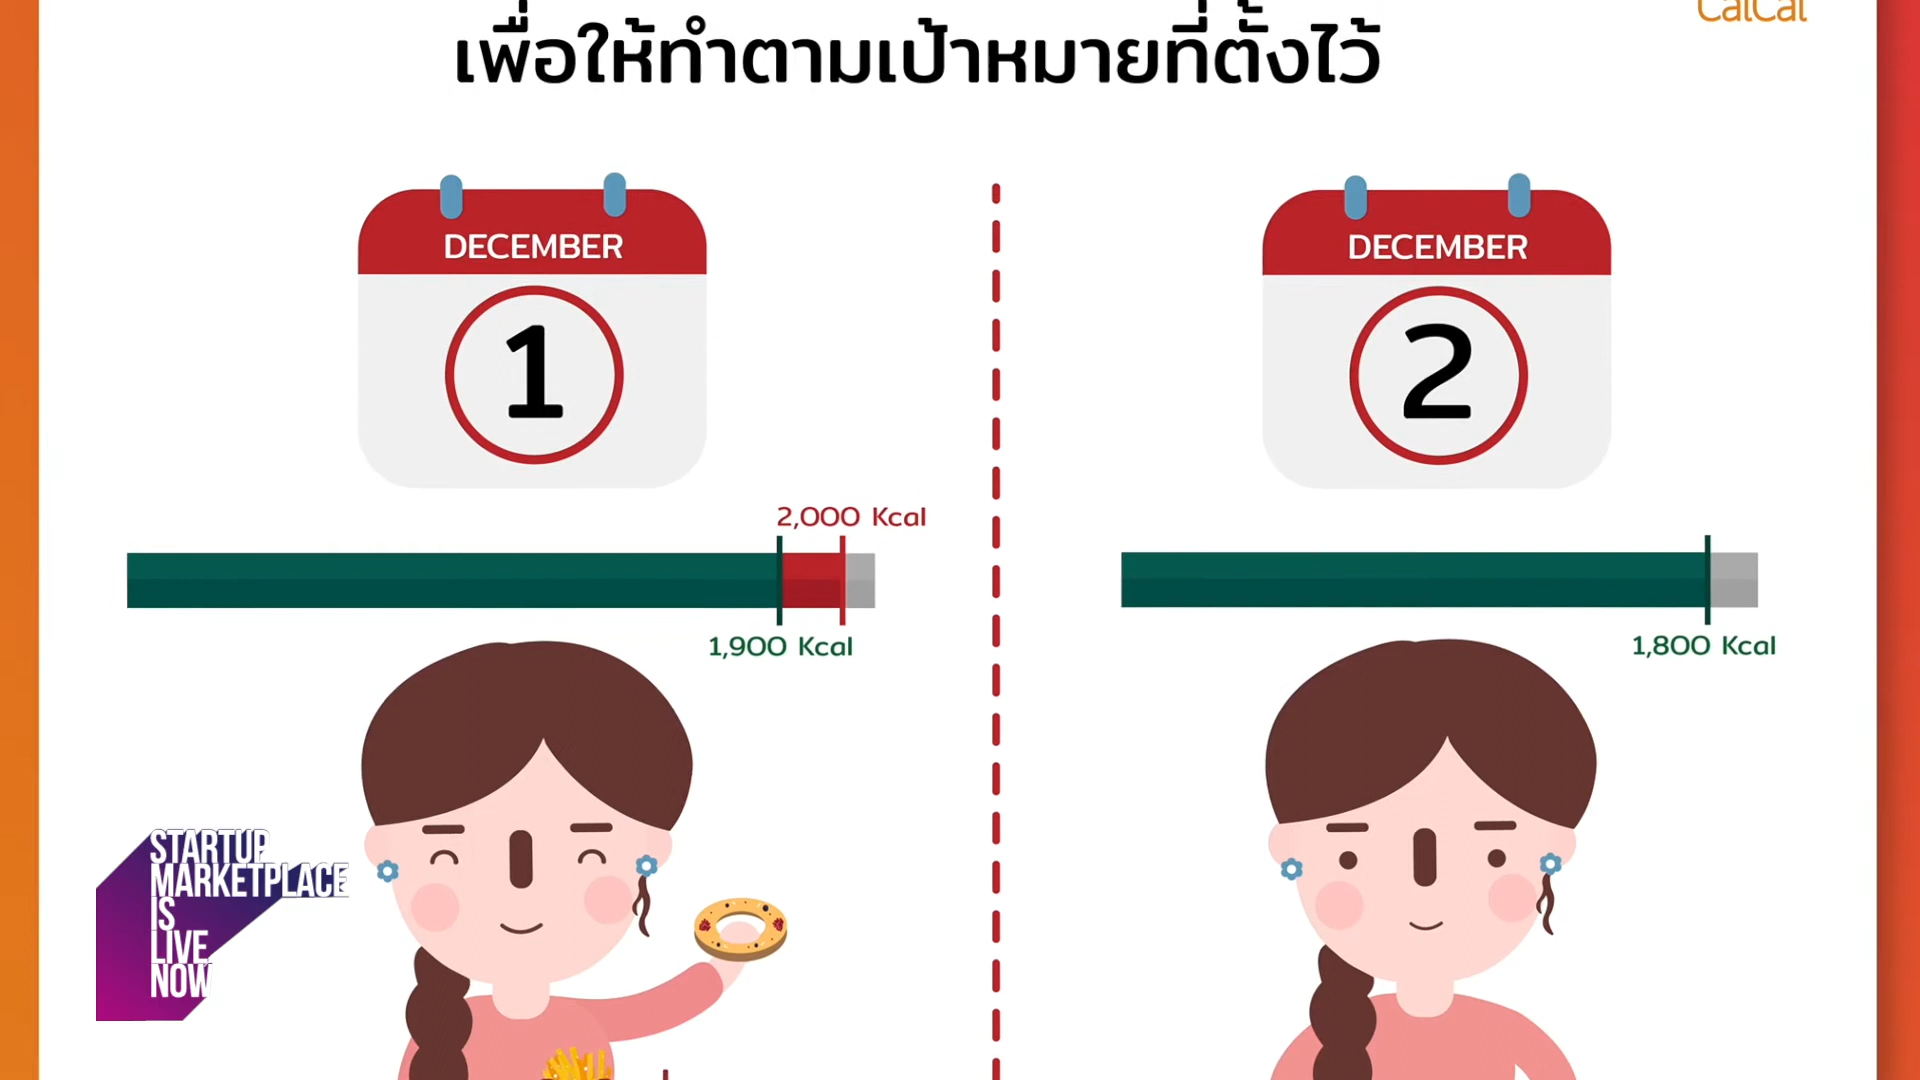 CalCal
เพื่อให้ทำตามเป้าหมายที่ตั้งไว้
DECEMBER
1
2,000 Kcal
1,900 Kcal
DECEMBER
2
1,800 Kcal
STARTUP
MARKETPLACE
IS
LIVE
NOW